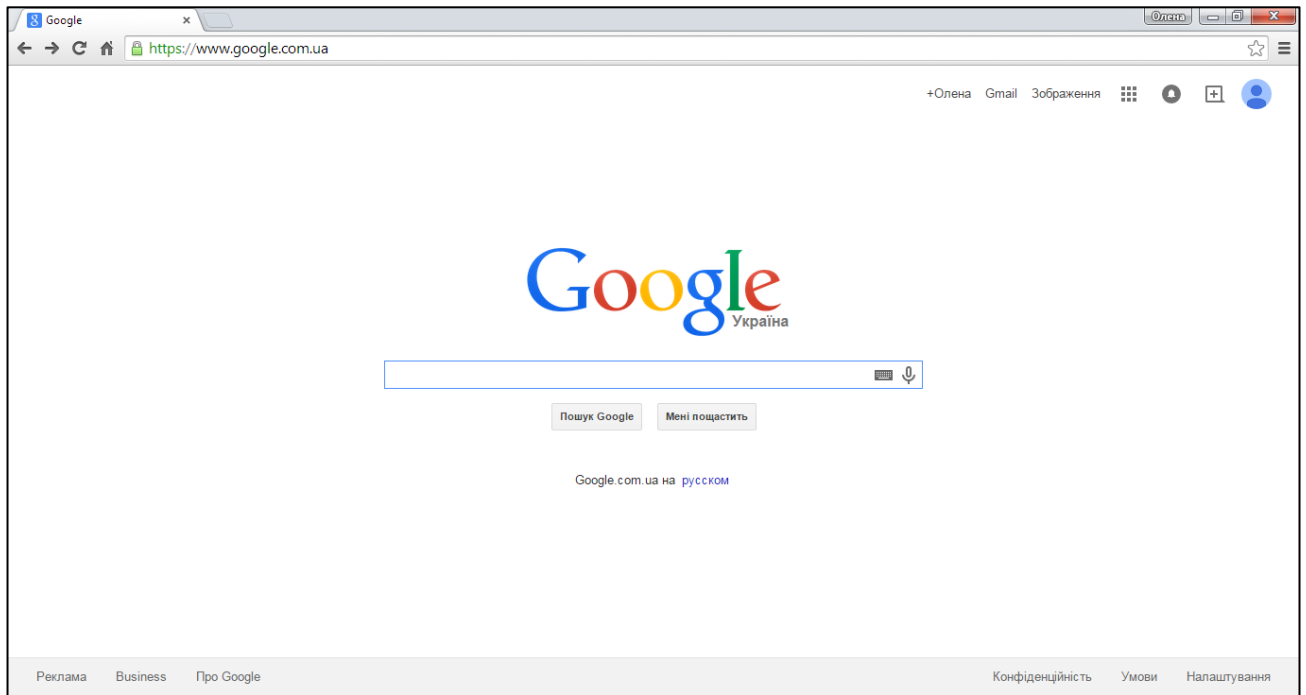 Google
Олена
https://www.google.com.ua
+Олена Gmail Зображення
Google
Україна
Пошук Google Мені пощастить
Google.com.ua на русском
Реклама Business Про Google Конфіденційність Умови Налаштування